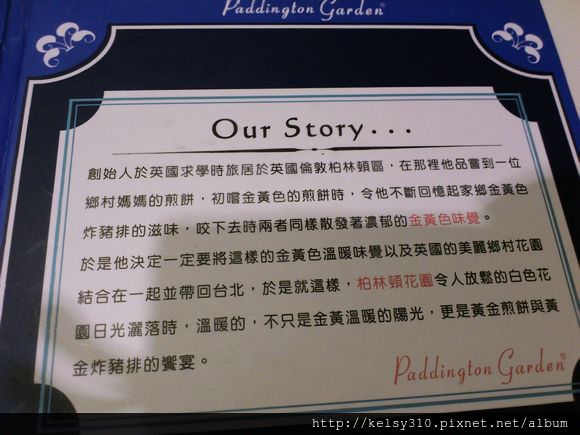 Paddington Garden®
Our Story...
創始人於英國求學時旅居於英國倫敦柏林頓區，在那裡他品嘗到一位
鄉村媽媽的煎餅，初嚐金黃色的煎餅時，令他不斷回憶起家鄉金黃色
炸豬排的滋味，咬下去時兩者同樣散發著濃郁的金黃色味覺。
於是他決定一定要將這樣的金黃色溫暖味覺以及英國的美麗鄉村花園
結合在一起並帶回台北，於是就這樣，柏林頓花園令人放鬆的白色花
園日光灑落時，溫暖的，不只是金黃溫暖的陽光，更是黃金煎餅與黃
金炸豬排的饗宴。
Paddington Garden®
http://kelsy310.pixnet.net/album